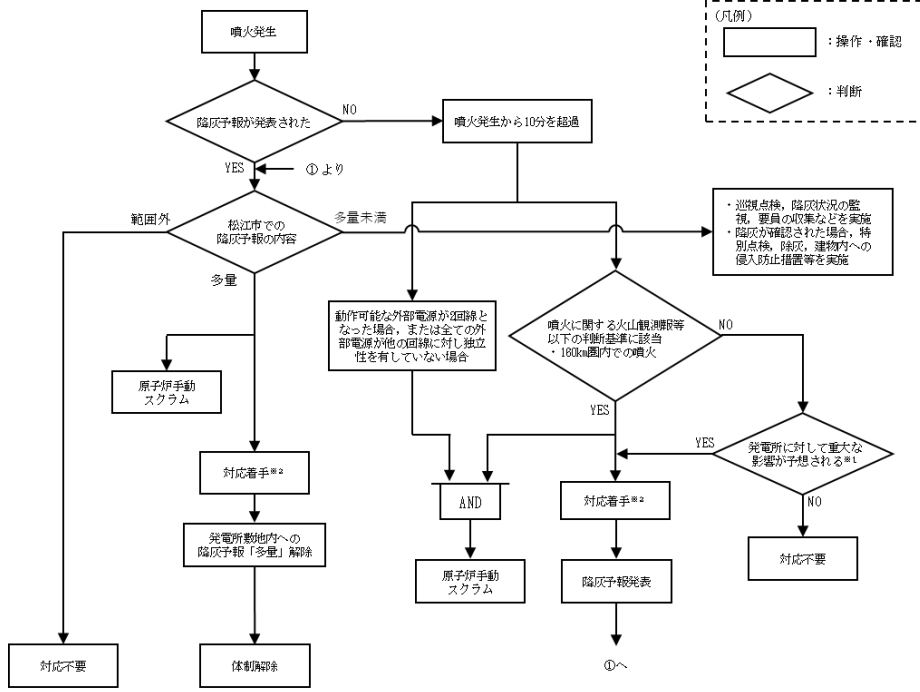 噴火発生
(凡例)
：操作・確認
：判断
降灰予報が発表された
NO
噴火発生から10分を超過
YES
①より
範囲外
松江市での
降灰予報の内容
多量未満
多量
・巡視点検，降灰状況の監
視，要員の収集などを実施
・降灰が確認された場合，特
別点検，除灰，建物内への
侵入防止措置等を実施
動作可能な外部電源が2回線と
なった場合，または全ての外
部電源が他の回線に対し独立
性を有していない場合
噴火に関する火山観測報等
以下の判断基準に該当
・160km圏内での噴火
NO
YES
原子炉手動
スクラム
発電所に対して重大な
影響が予想される※1
YES
NO
対応着手※2
AND
対応着手※2
発電所敷地内への
降灰予報「多量」解除
対応不要
原子炉手動
スクラム
降灰予報発表
対応不要
体制解除
①へ